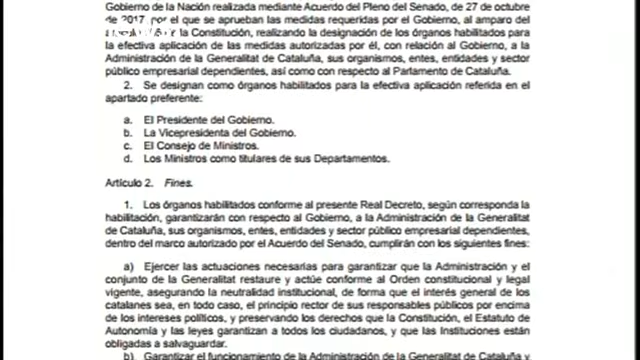 Gobierno de la Nación realizada mediante Acuerdo del Pleno del Senado, de 27 de octubre
de 2017, por el que se aprueban las medidas requeridas por el Gobierno, al amparo del
de la Constitución, realizando la designación de los órganos habilitados para
la efectiva aplicación de las medidas autorizadas por él, con relación al Gobierno, a la
Administración de la Generalitat de Cataluña, sus organismos, entes, entidades y sector
público empresarial dependientes, así como con respecto al Parlamento de Cataluña.
2. Se designan como órganos habilitados para la efectiva aplicación referida en el
apartado preferente:
a. El Presidente del Gobierno.
b. La Vicepresidenta del Gobierno.
c. El Consejo de Ministros.
d. Los Ministros como titulares de sus Departamentos.
Artículo 2. Fines.
1. Los órganos habilitados conforme al presente Real Decreto, según corresponda la
habilitación, garantizarán con respecto al Gobierno, a la Administración de la Generalitat
de Cataluña, sus organismos, entes, entidades y sector público empresarial dependientes,
dentro del marco autorizado por el Acuerdo del Senado, cumplirán con los siguientes fines:
a) Ejercer las actuaciones necesarias para garantizar que la Administración y el
conjunto de la Generalitat restaure y actúe conforme al Orden constitucional y legal
vigente, asegurando la neutralidad institucional, de forma que el interés general de los
catalanes sea, en todo caso, el principio rector de sus responsables públicos por encima
de los intereses políticos, y preservando los derechos que la Constitución, el Estatuto de
Autonomía y las leyes garantizan a todos los ciudadanos, y que las Instituciones están
obligadas a salvaguardar.
b) Garantizar el funcionamiento de la Administración de la Generalitat de Cataluña y